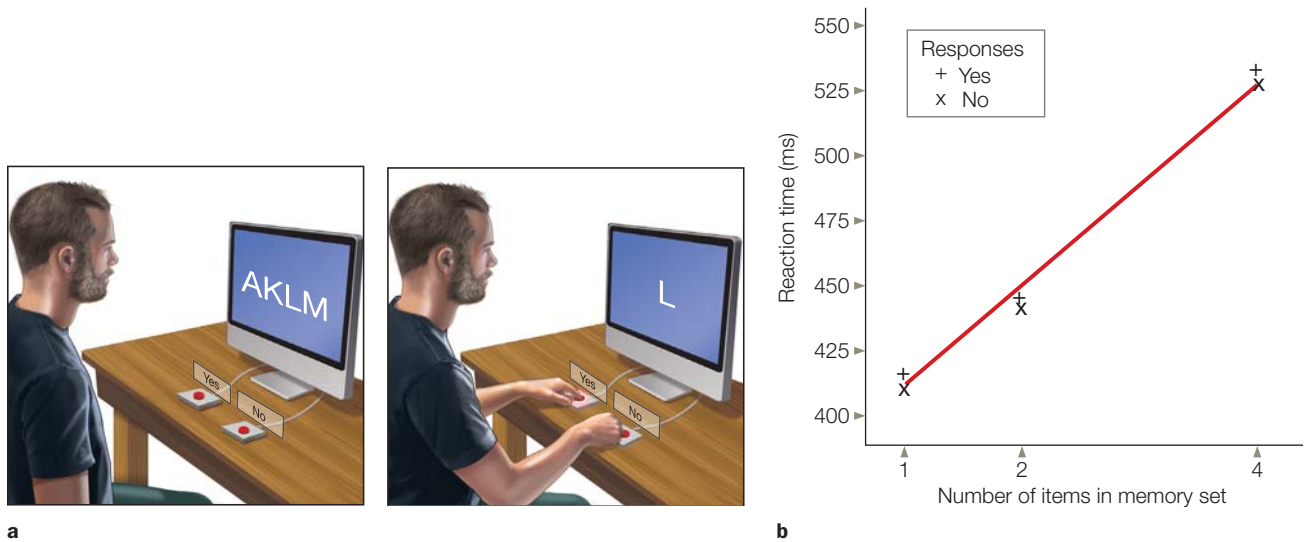 AKLM
Yes
No
L
Yes
No
a
550
525
500
475
450
425
400
Reaction time (ms)
Responses
+ Yes
x No
1 2 4
Number of items in memory set
b